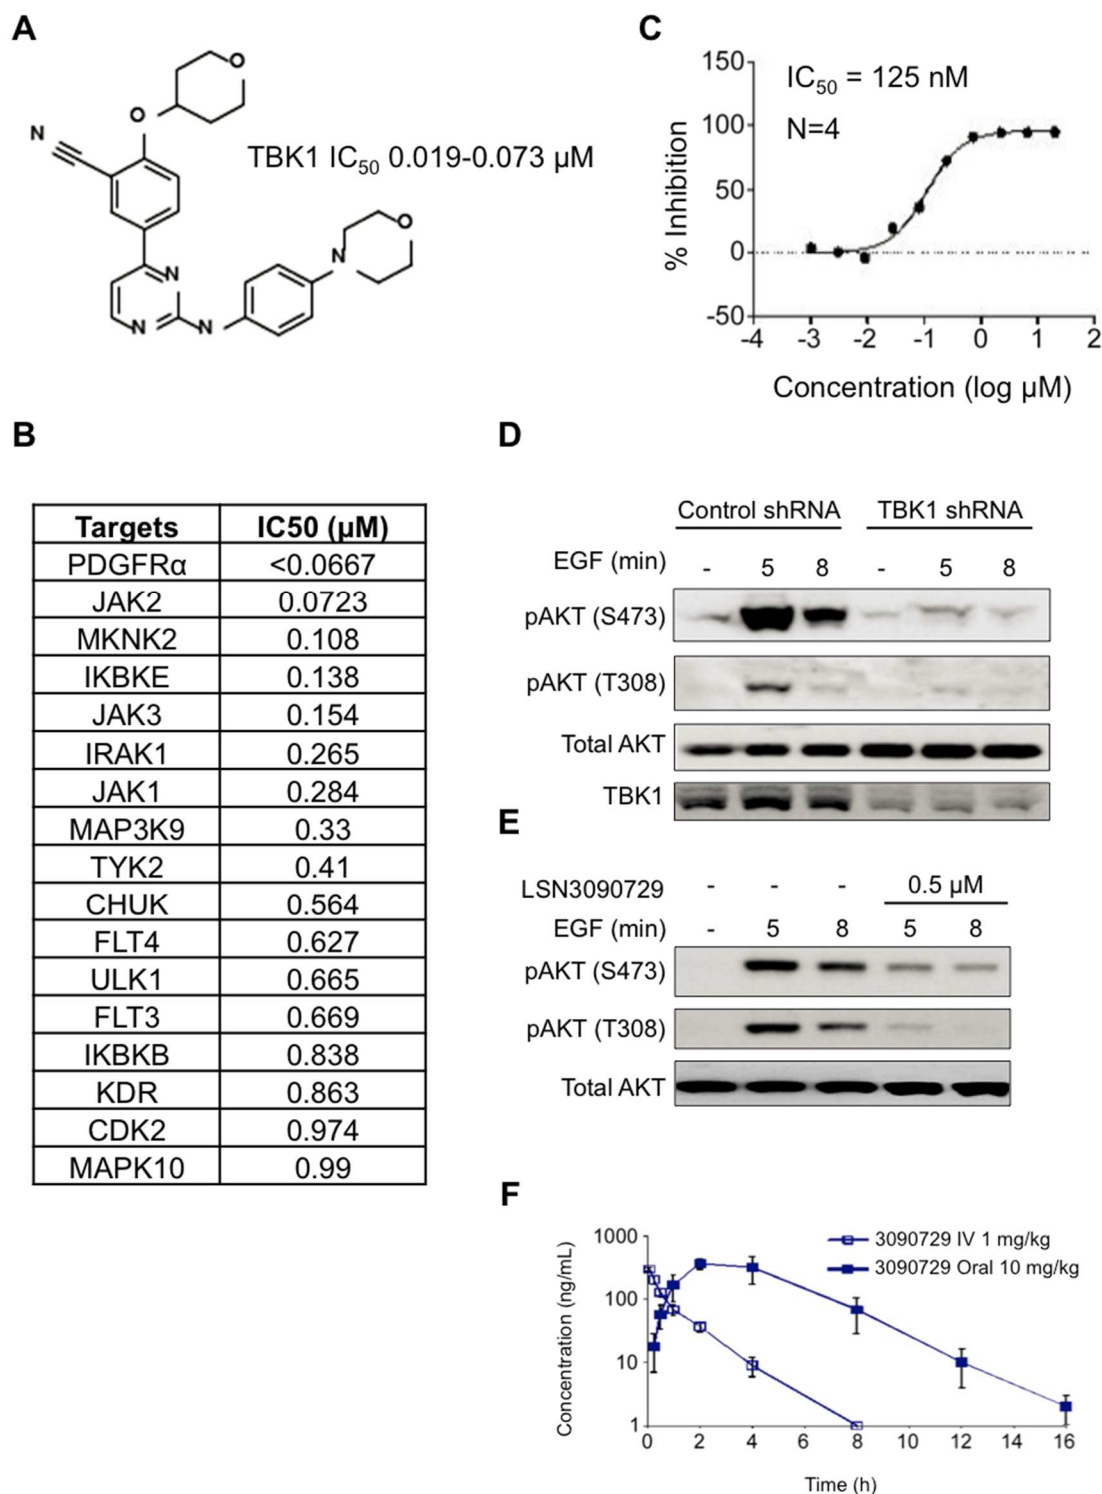 A
N
O
O
TBK1 IC50 0.019-0.073 µM
N
O
N
N
N
B
Targets IC50 (µM)
PDGFRα <0.0667
JAK2 0.0723
MKNK2 0.108
IKBKE 0.138
JAK3 0.154
IRAK1 0.265
JAK1 0.284
MAP3K9 0.33
TYK2 0.41
CHUK 0.564
FLT4 0.627
ULK1 0.665
FLT3 0.669
IKBKB 0.838
KDR 0.863
CDK2 0.974
MAPK10 0.99
C
IC50 = 125 nM
N=4
% Inhibition
150
100
50
0
-50
-4 -3 -2 -1 0 1 2
Concentration (log µM)
D
Control shRNA TBK1 shRNA
EGF (min) - 5 8 - 5 8
pAKT (S473)
pAKT (T308)
Total AKT
TBK1
E
LSN3090729 - - - 0.5 µM
EGF (min) - 5 8 5 8
pAKT (S473)
pAKT (T308)
Total AKT
F
Concentration (ng/mL)
1000
100
10
1
3090729 IV 1 mg/kg
3090729 Oral 10 mg/kg
0 2 4 6 8 10 12 14 16
Time (h)